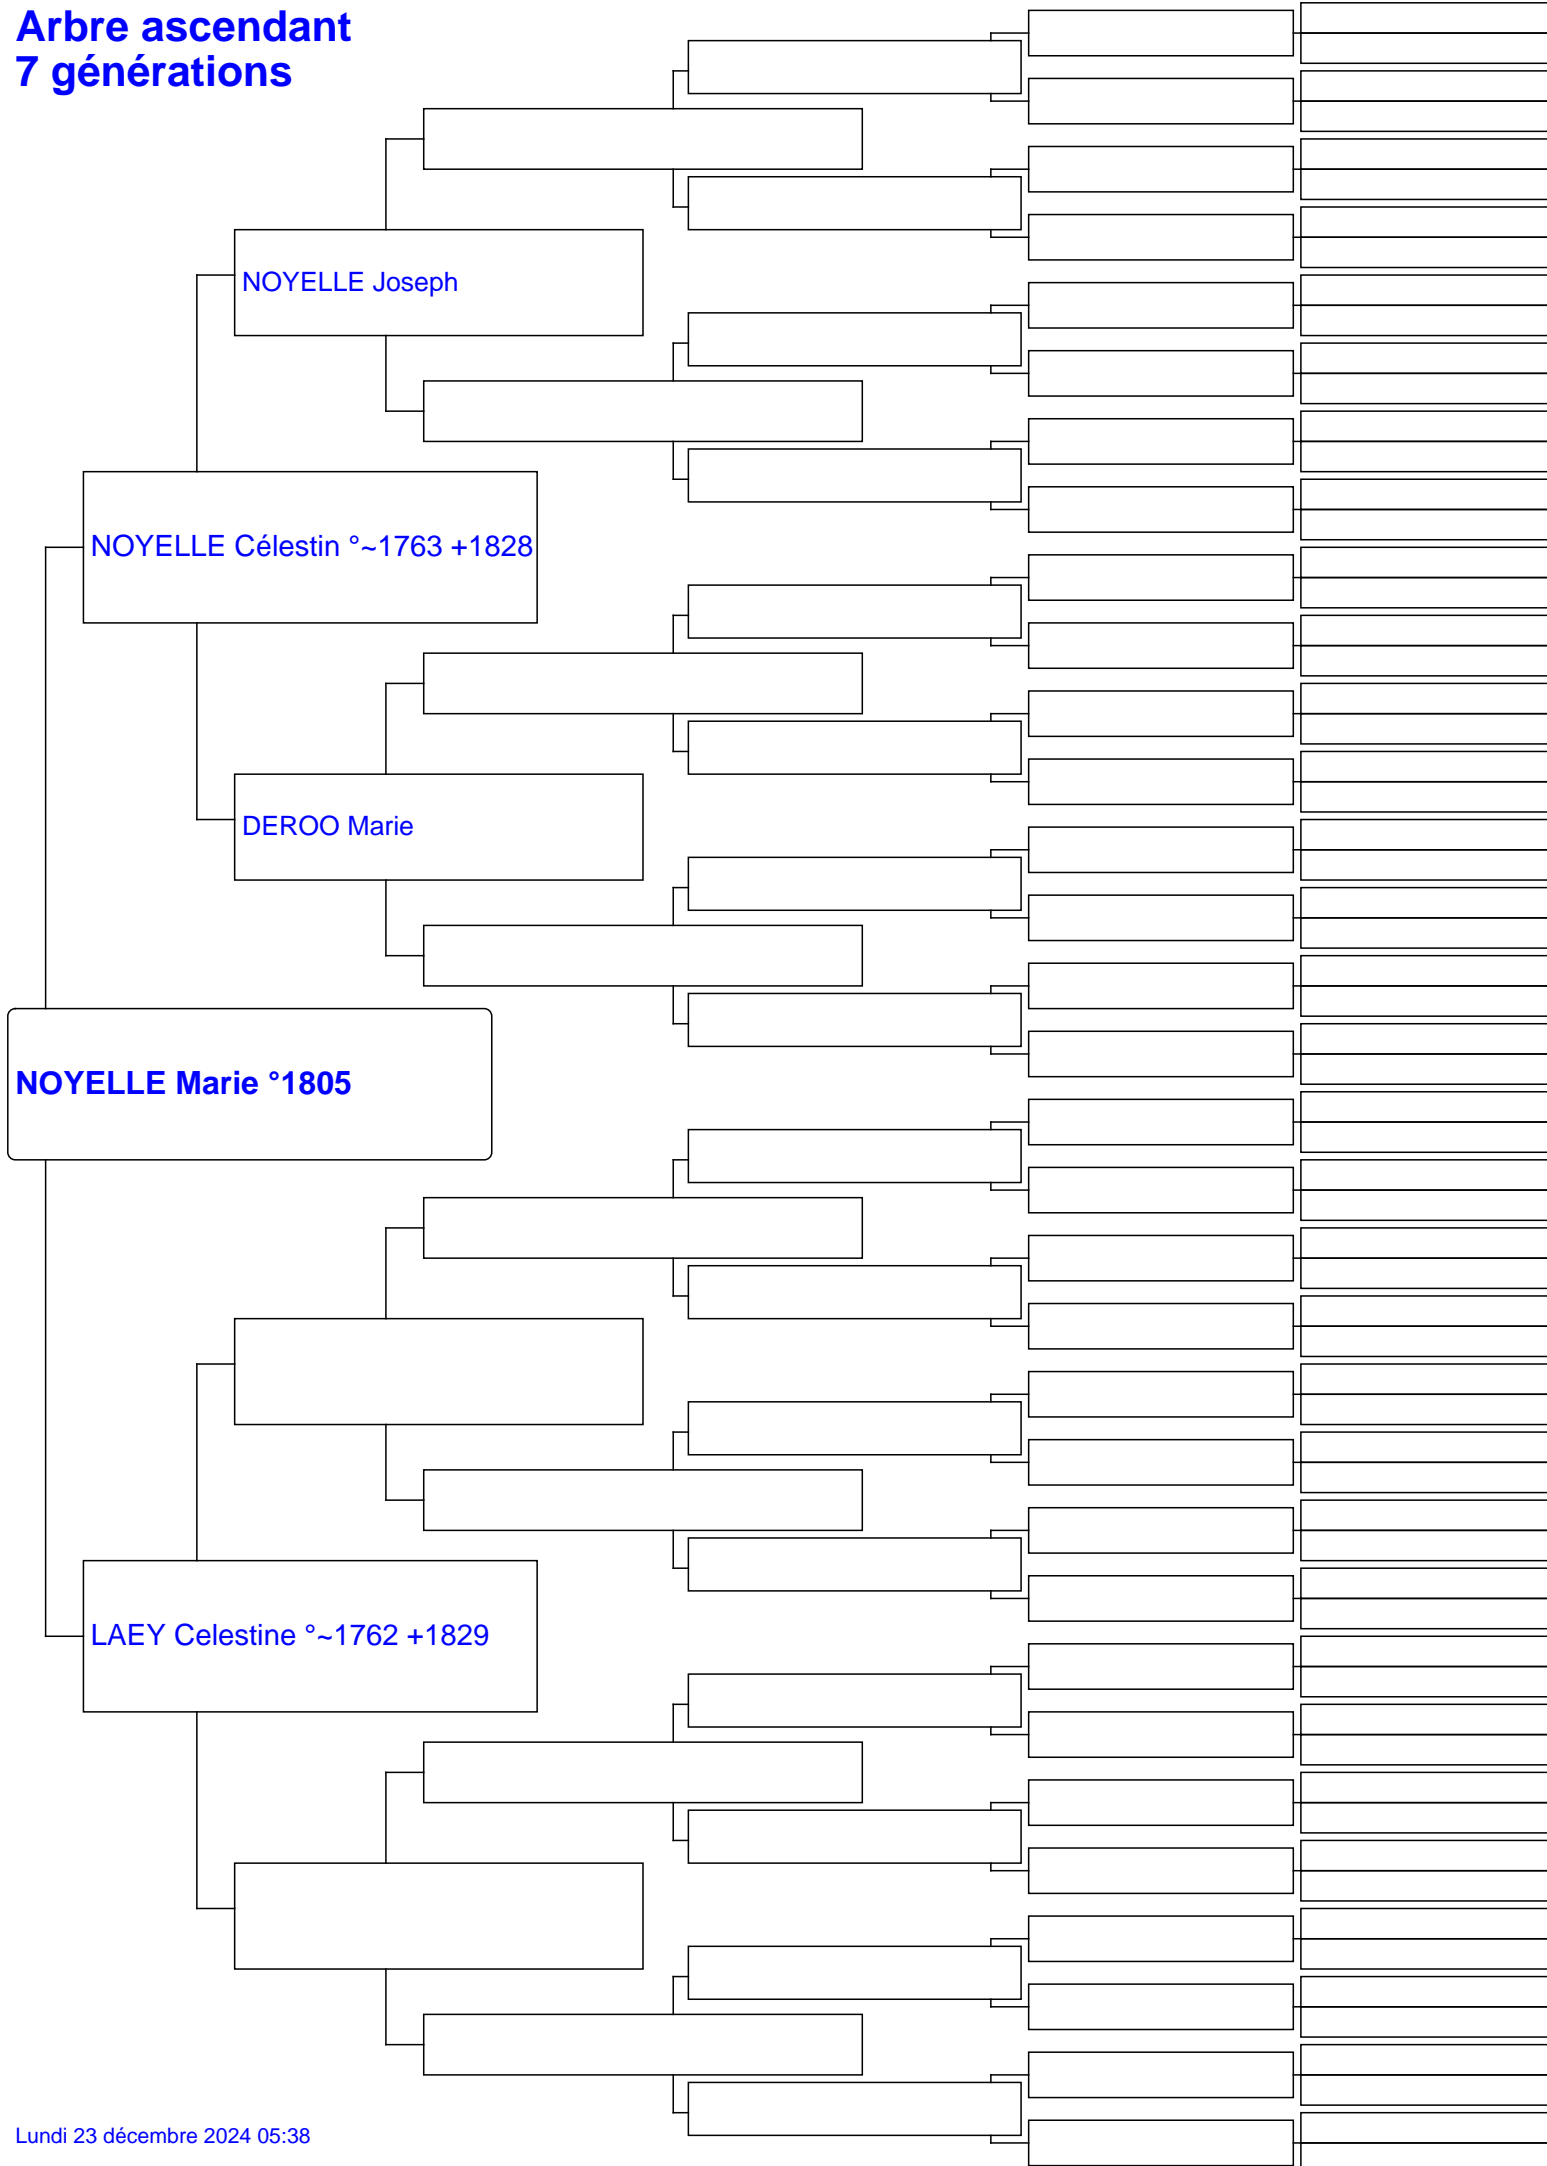 Arbre ascendant
7 générations
NOYELLE Joseph
NOYELLE Célestin °~1763 +1828
DEROO Marie
NOYELLE Marie °1805
LAEY Celestine °~1762 +1829
Lundi 23 décembre 2024 05:38